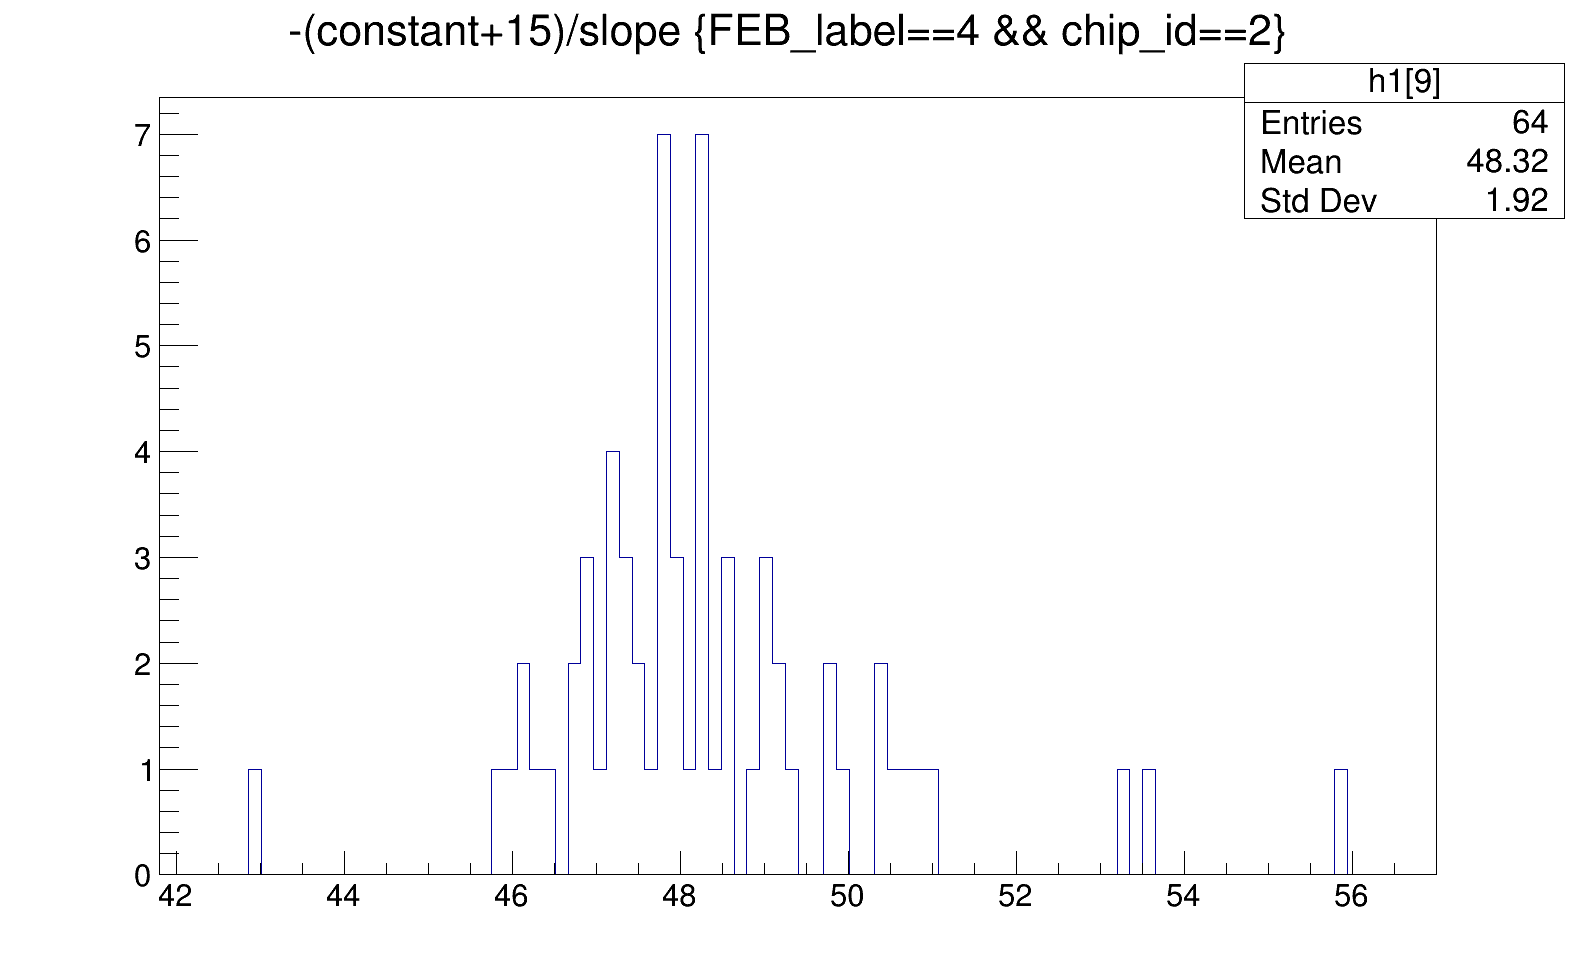 -(constant+15)/slope {FEB_label==4 && chip_id==2}
h1[9]
Entries 64
Mean 48.32
Std Dev 1.92
7
6
5
4
3
2
1
0
42 44 46 48 50 52 54 56